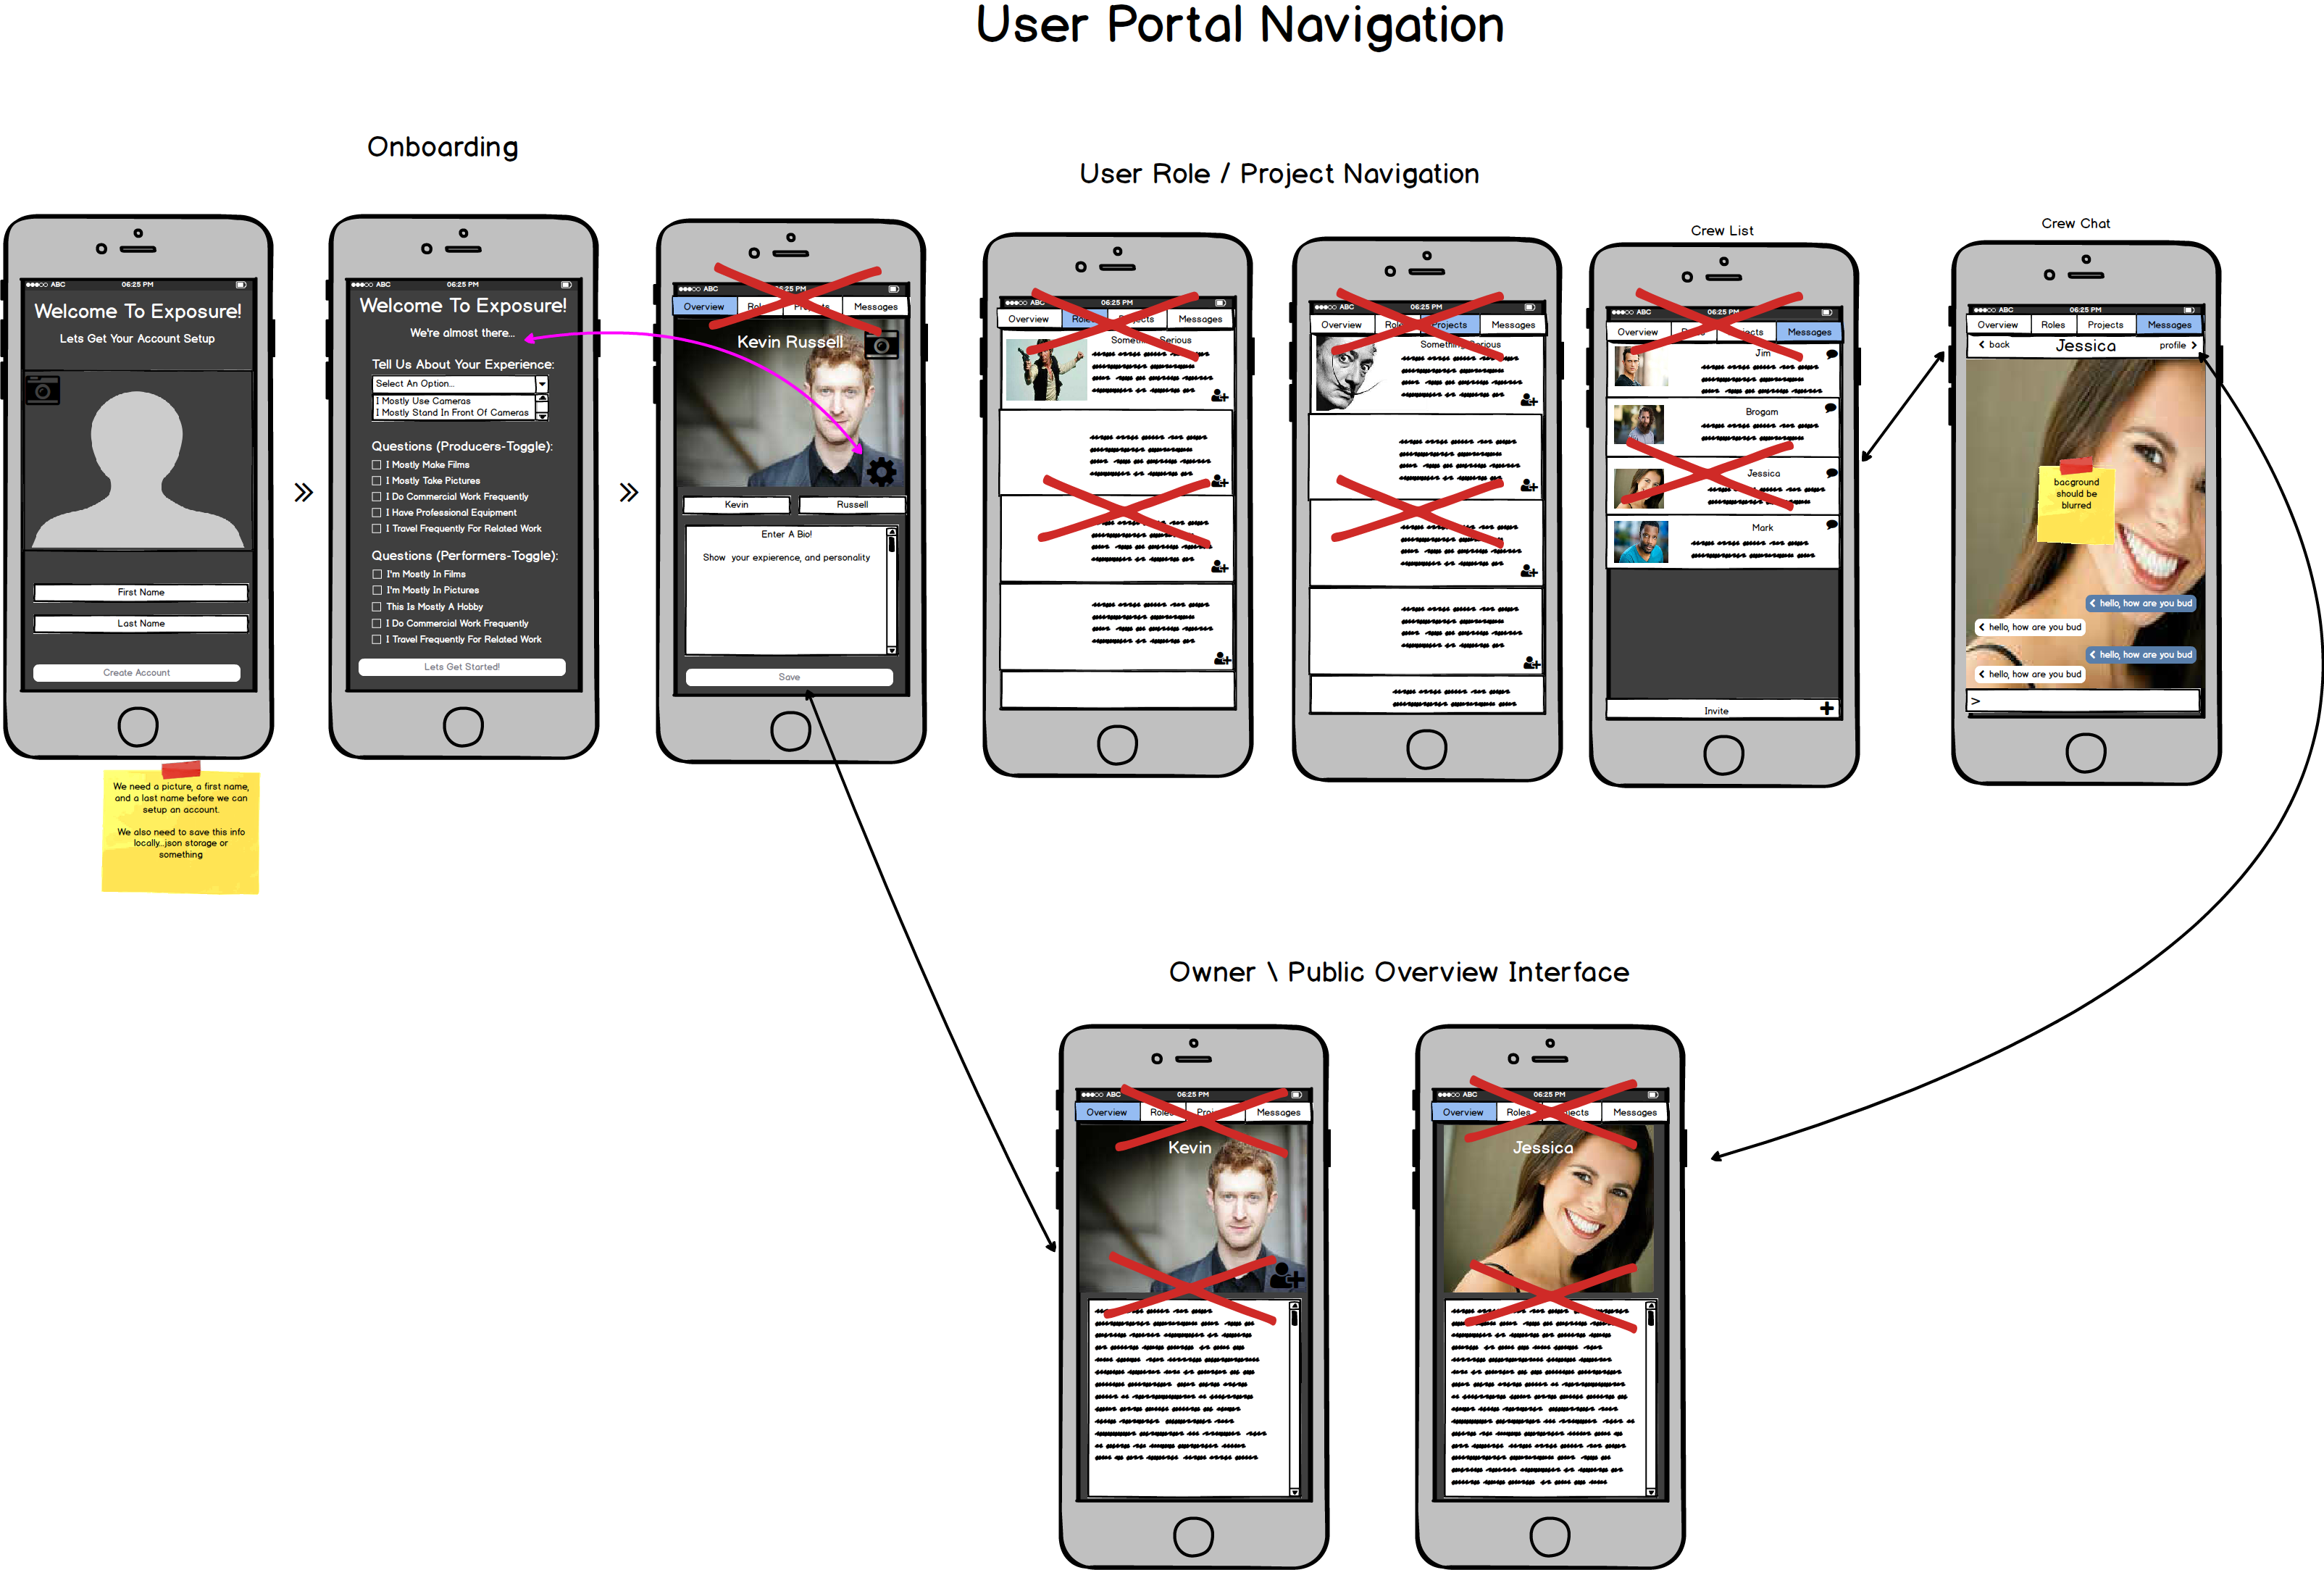 User Portal Navigation
Onboarding
User Role / Project Navigation
Crew List
Crew Chat
●●●○○ ABC 06:25 PM
Welcome To Exposure!
Lets Get Your Account Setup
First Name
Last Name
Create Account
We need a picture, a first name,
and a last name before we can
setup an account.
We also need to save this info
locally...json storage or
something
●●●○○ ABC 06:25 PM
Welcome To Exposure!
We're almost there...
Tell Us About Your Experience:
Select An Option...
I Mostly Use Cameras
I Mostly Stand In Front Of Cameras
Questions (Producers-Toggle):
I Mostly Make Films
I Mostly Take Pictures
I Do Commercial Work Frequently
I Have Professional Equipment
I Travel Frequently For Related Work
Questions (Performers-Toggle):
I'm Mostly In Films
I'm Mostly In Pictures
This Is Mostly A Hobby
I Do Commercial Work Frequently
I Travel Frequently For Related Work
Lets Get Started!
●●●○○ ABC 06:25 PM
Overview Roles Projects Messages
Kevin Russell
Kevin Russell
Enter A Bio!
Show your expierence, and personality
Save
●●●○○ ABC 06:25 PM
Overview Roles Projects Messages
Something Serious
●●●○○ ABC 06:25 PM
Overview Roles Projects Messages
Something Serious
●●●○○ ABC 06:25 PM
Overview Roles Projects Messages
Jim
Brogam
Jessica
Mark
Invite
●●●○○ ABC 06:25 PM
Overview Roles Projects Messages
< back Jessica profile >
bacground
should be
blurred
< hello, how are you bud
< hello, how are you bud
< hello, how are you bud
< hello, how are you bud
>
Owner \ Public Overview Interface
●●●○○ ABC 06:25 PM
Overview Roles Projects Messages
Kevin
●●●○○ ABC 06:25 PM
Overview Roles Projects Messages
Jessica